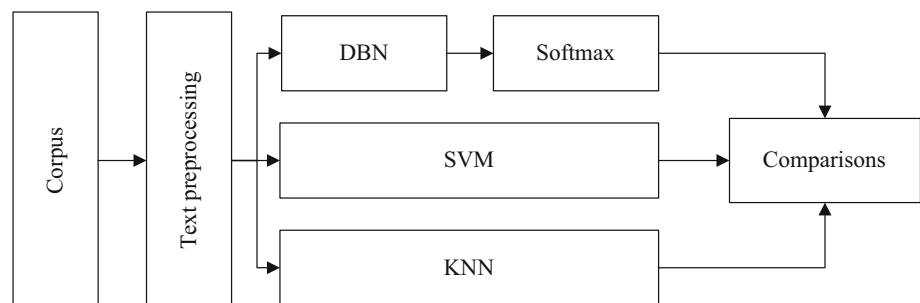 Corpus
Text preprocessing
DBN
Softmax
SVM
KNN
Comparisons